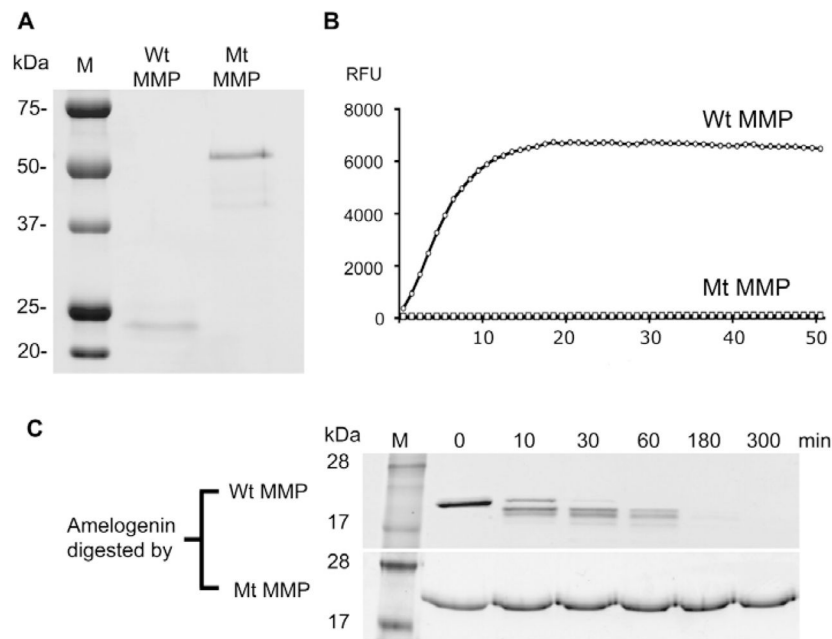 A
kDa M Wt MMP Mt MMP
75-
50-
37-
25-
20-
B
RFU
8000
6000
4000
2000
0
Wt MMP
Mt MMP
10 20 30 40 50
C
kDa M 0 10 30 60 180 300 min
28
17
28
17
Amelogenin
digested by
Wt MMP
Mt MMP